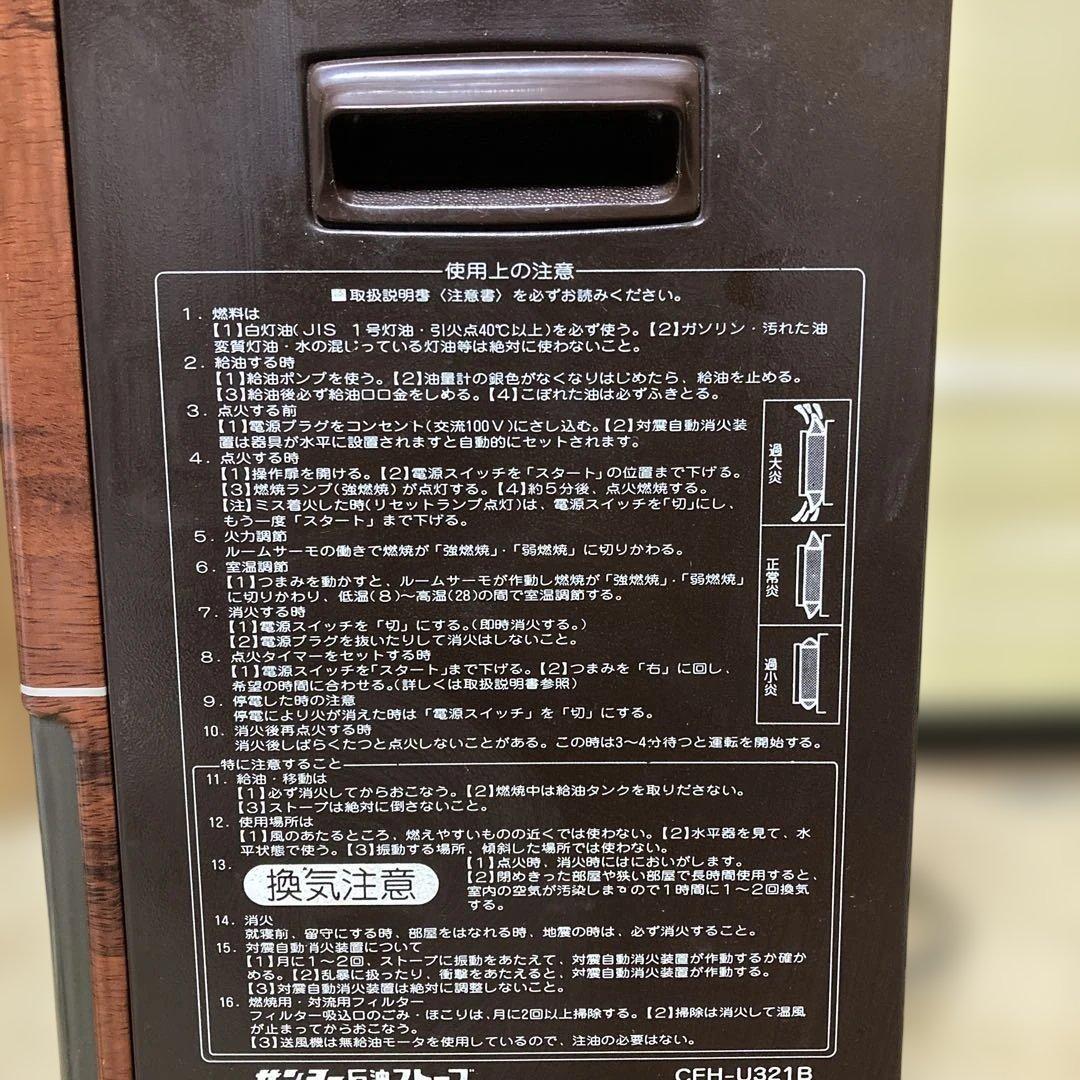 使用上の注意
■取扱説明書〈注意書〉を必ずお読みください。
1. 燃料は
【1】白灯油(JIS 1号灯油・引火点40℃以上)を必ず使う。【2】ガソリン・汚れた油
変質灯油・水の混じっている灯油等は絶対に使わないこと。
2. 給油する時
【1】給油ポンプを使う。【2】油量計の銀色がなくなりはじめたら、給油を止める。
【3】給油後必ず給油口口金をしめる。【4】こぼれた油は必ずふきとる。
3. 点火する前
【1】電源プラグをコンセント(交流100V)にさし込む。【2】対震自動消火装
置は器具が水平に設置されますと自動的にセットされます。
4. 点火する時
【1】操作扉を開ける。【2】電源スイッチを「スタート」の位置まで下げる。
【3】燃焼ランプ(強燃焼)が点灯する。【4】約5分後、点火燃焼する。
【注】ミス着火した時(リセットランプ点灯)は、電源スイッチを「切」にし、
もう一度「スタート」まで下げる。
5. 火力調節
ルームサーモの働きで燃焼が「強燃焼」・「弱燃焼」に切りかわる。
6. 室温調節
【1】つまみを動かすと、ルームサーモが作動し燃焼が「強燃焼」・「弱燃焼」
に切りかわり、低温(8)〜高温(28)の間で室温調節する。
7. 消火する時
【1】電源スイッチを「切」にする。(即時消火する。)
【2】電源プラグを抜いたりして消火はしないこと。
8. 点火タイマーをセットする時
【1】電源スイッチを「スタート」まで下げる。【2】つまみを「右」に回し、
希望の時間に合わせる。(詳しくは取扱説明書参照)
9. 停電した時の注意
停電により火が消えた時は「電源スイッチ」を「切」にする。
10. 消火後再点火する時
消火後しばらくたつと点火しないことがある。この時は3〜4分待つと運転を開始する。
過大炎
正常炎
過小炎
特に注意すること
11. 給油・移動は
【1】必ず消火してからおこなう。【2】燃焼中は給油タンクを取りださない。
【3】ストーブは絶対に倒さないこと。
12. 使用場所は
【1】風のあたるところ、燃えやすいものの近くでは使わない。【2】水平器を見て、水
平状態で使う。【3】振動する場所、傾斜した場所では使わない。
13. 換気注意
【1】点火時、消火時にはにおいがします。
【2】閉めきった部屋や狭い部屋で長時間使用すると、
室内の空気が汚染しますので1時間に1〜2回換気
する。
14. 消火
就寝前、留守にする時、部屋をはなれる時、地震の時は、必ず消火すること。
15. 対震自動消火装置について
【1】月に1〜2回、ストーブに振動をあたえて、対震自動消火装置が作動するか確か
める。【2】乱暴に扱ったり、衝撃をあたえると、対震自動消火装置が作動する。
【3】対震自動消火装置は絶対に調整しないこと。
16. 燃焼用・対流用フィルター
フィルター吸込口のごみ・ほこりは、月に2回以上掃除する。【2】掃除は消火して温風
が止まってからおこなう。
【3】送風機は無給油モータを使用しているので、注油の必要はない。
サンヨー石油ストーブ CFH-U321B